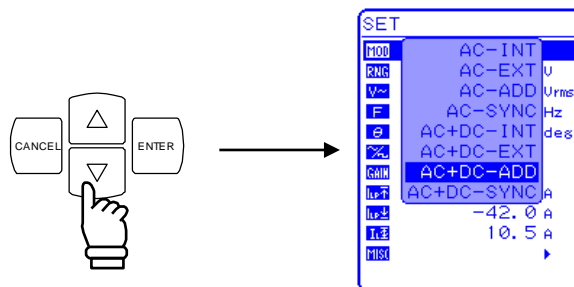 SET
CANCEL
ENTER
MOD
AC-INT
RNG
AC-EXT
V
V~
AC-ADD
Vrms
F
AC-SYNC
Hz
θ
AC+DC-INT
deg
AC+DC-EXT
GAIN
AC+DC-ADD
AC+DC-SYNC
A
-42.0 A
10.5 A
MISC